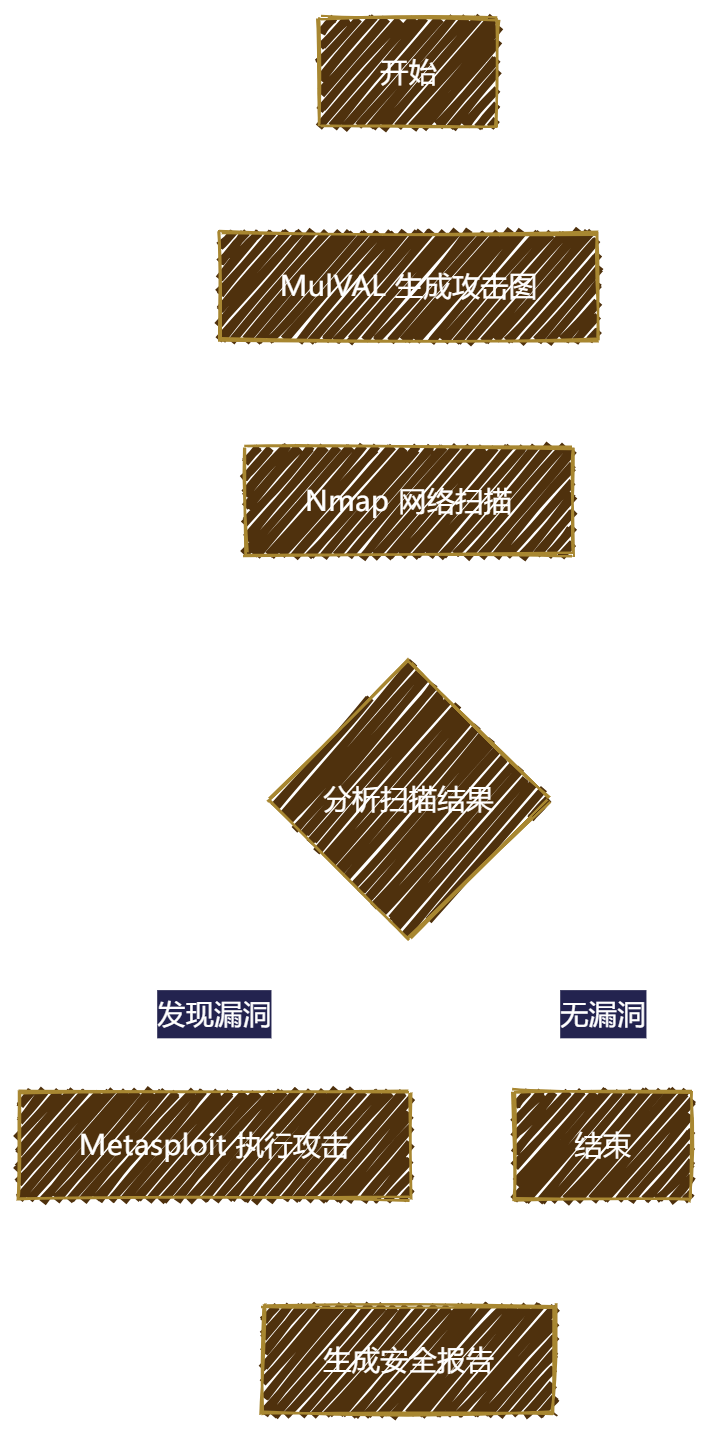 开始
MulVAL 生成攻击图
Nmap 网络扫描
分析扫描结果
发现漏洞
无漏洞
Metasploit 执行攻击
结束
生成安全报告